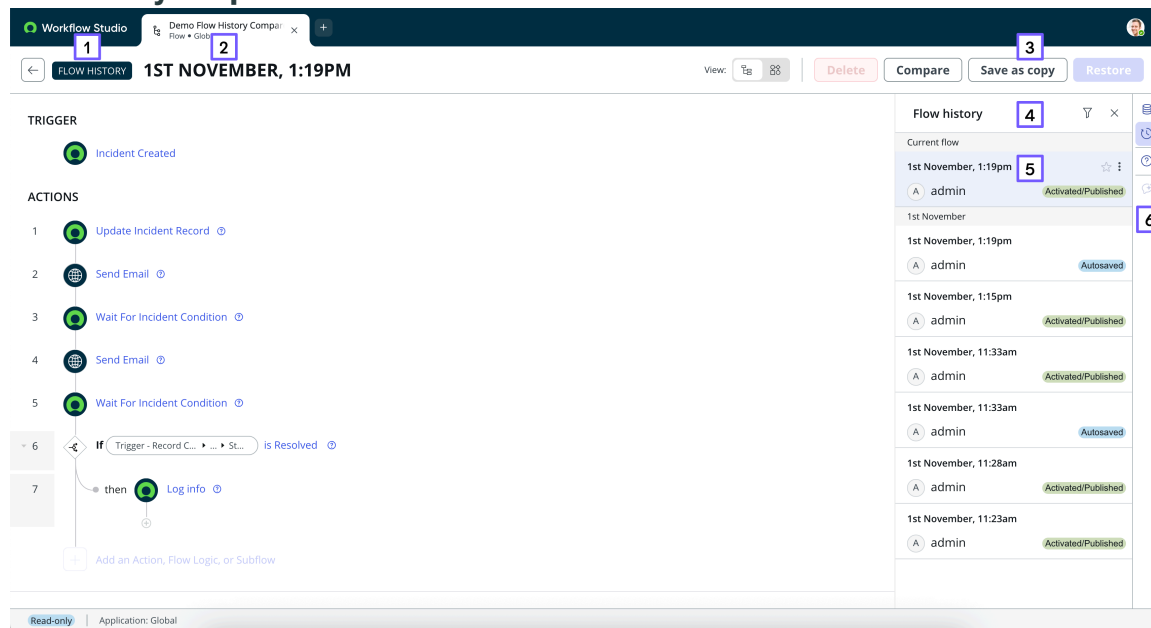 Workflow Studio
Demo Flow History Compar
Flow • Glob
1
2
3
FLOW HISTORY
1ST NOVEMBER, 1:19PM
View:
Delete
Compare
Save as copy
Restore
TRIGGER
Incident Created
ACTIONS
1 Update Incident Record
2 Send Email
3 Wait For Incident Condition
4 Send Email
5 Wait For Incident Condition
6 If Trigger - Record C... ▸ ... ▸ St... is Resolved
7 then Log info
Add an Action, Flow Logic, or Subflow
Flow history
4
Current flow
1st November, 1:19pm
5
A admin Activated/Published
6
1st November
1st November, 1:19pm
A admin Autosaved
1st November, 1:15pm
A admin Activated/Published
1st November, 11:33am
A admin Activated/Published
1st November, 11:33am
A admin Autosaved
1st November, 11:28am
A admin Activated/Published
1st November, 11:23am
A admin Activated/Published
Read-only | Application: Global